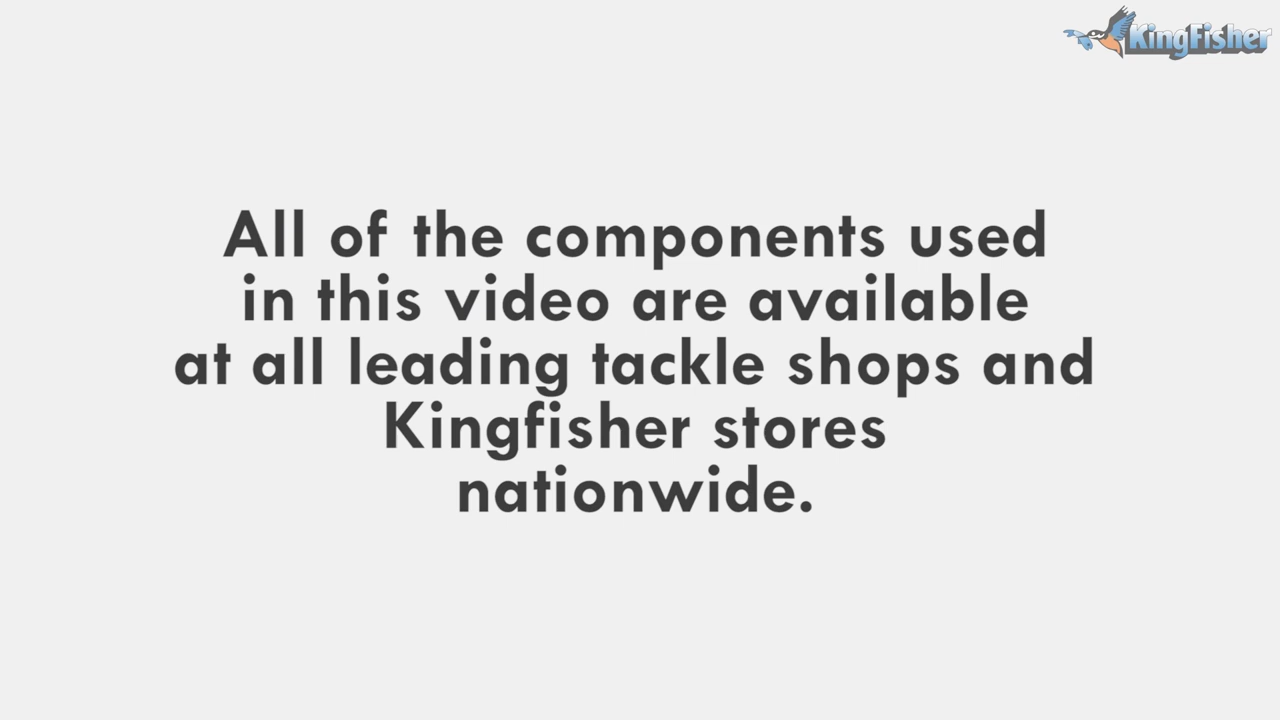 KingFisher
All of the components used
in this video are available
at all leading tackle shops and
Kingfisher stores
nationwide.